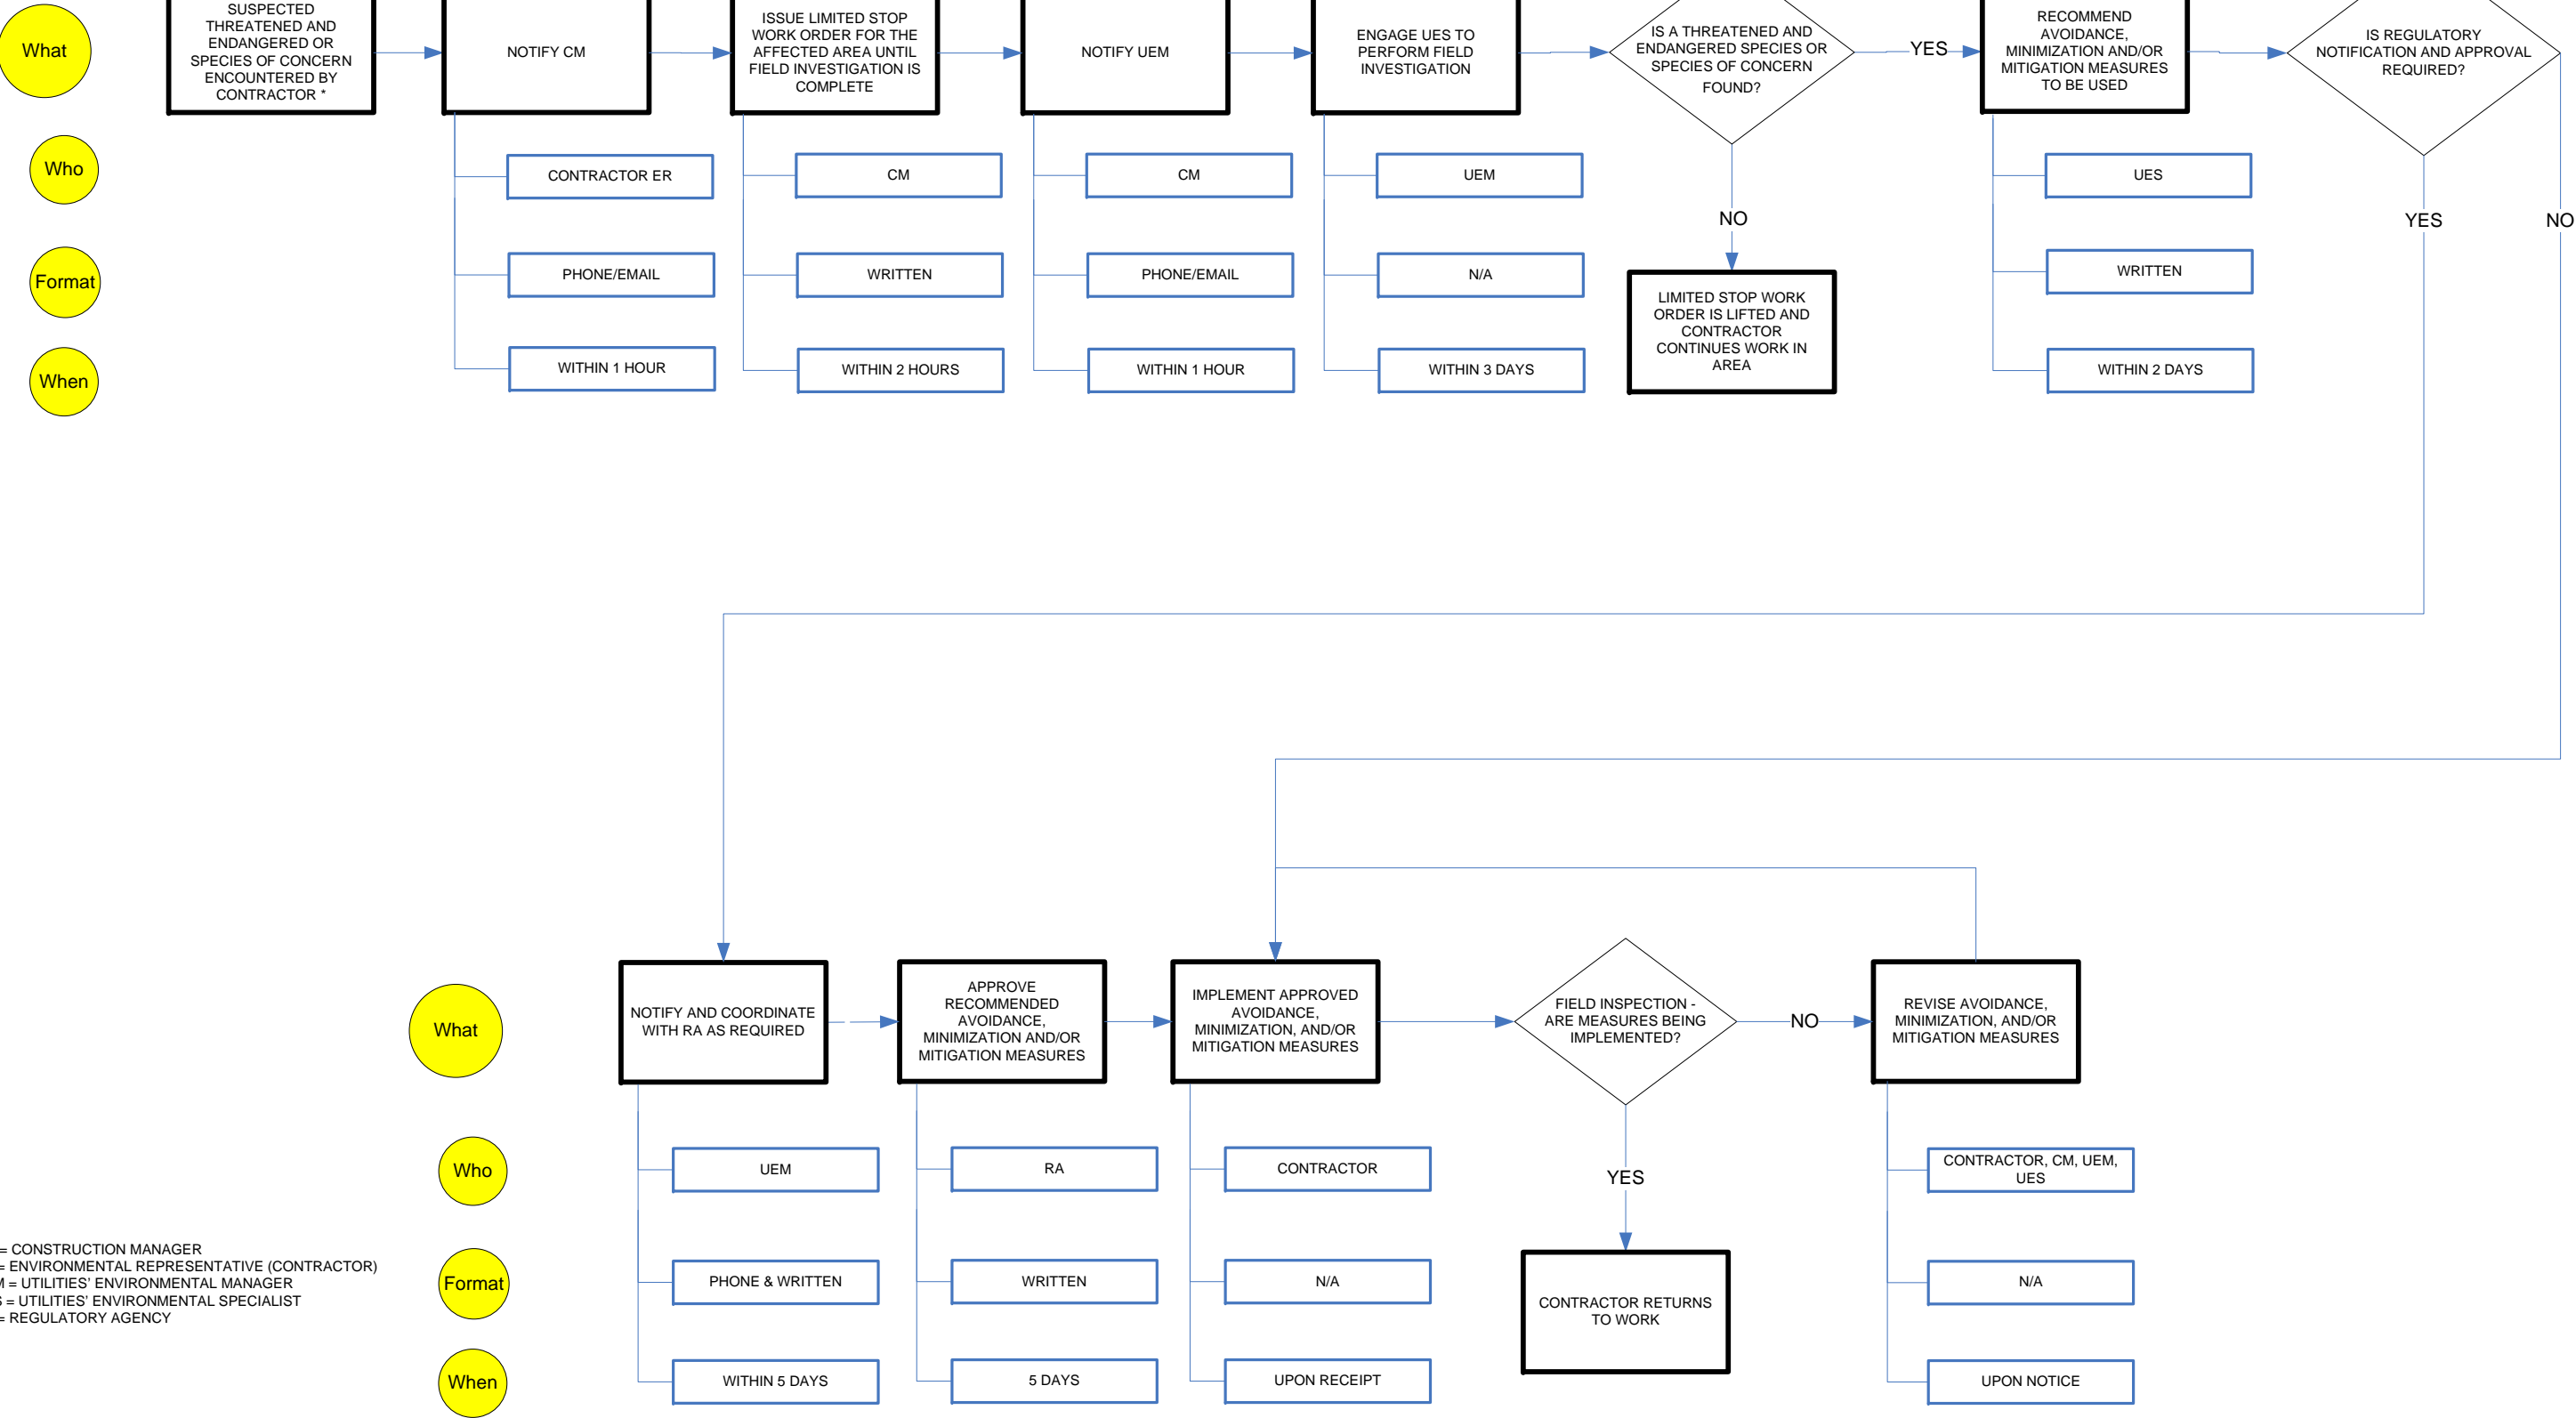 What
SUSPECTED
THREATENED AND
ENDANGERED OR
SPECIES OF CONCERN
ENCOUNTERED BY
CONTRACTOR *
NOTIFY CM
ISSUE LIMITED STOP
WORK ORDER FOR THE
AFFECTED AREA UNTIL
FIELD INVESTIGATION IS
COMPLETE
NOTIFY UEM
ENGAGE UES TO
PERFORM FIELD
INVESTIGATION
IS A THREATENED AND
ENDANGERED SPECIES OR
SPECIES OF CONCERN
FOUND?
YES
RECOMMEND
AVOIDANCE,
MINIMIZATION AND/OR
MITIGATION MEASURES
TO BE USED
IS REGULATORY
NOTIFICATION AND APPROVAL
REQUIRED?
Who
CONTRACTOR ER
CM
CM
UEM
UES
NO
YES
NO
Format
PHONE/EMAIL
WRITTEN
PHONE/EMAIL
N/A
LIMITED STOP WORK
ORDER IS LIFTED AND
CONTRACTOR
CONTINUES WORK IN
AREA
WRITTEN
When
WITHIN 1 HOUR
WITHIN 2 HOURS
WITHIN 1 HOUR
WITHIN 3 DAYS
WITHIN 2 DAYS
What
NOTIFY AND COORDINATE
WITH RA AS REQUIRED
APPROVE
RECOMMENDED
AVOIDANCE,
MINIMIZATION AND/OR
MITIGATION MEASURES
IMPLEMENT APPROVED
AVOIDANCE,
MINIMIZATION, AND/OR
MITIGATION MEASURES
FIELD INSPECTION -
ARE MEASURES BEING
IMPLEMENTED?
NO
REVISE AVOIDANCE,
MINIMIZATION, AND/OR
MITIGATION MEASURES
Who
UEM
RA
CONTRACTOR
YES
CONTRACTOR, CM, UEM,
UES
= CONSTRUCTION MANAGER
= ENVIRONMENTAL REPRESENTATIVE (CONTRACTOR)
= UTILITIES' ENVIRONMENTAL MANAGER
= UTILITIES' ENVIRONMENTAL SPECIALIST
= REGULATORY AGENCY
Format
PHONE & WRITTEN
WRITTEN
N/A
CONTRACTOR RETURNS
TO WORK
N/A
When
WITHIN 5 DAYS
5 DAYS
UPON RECEIPT
UPON NOTICE